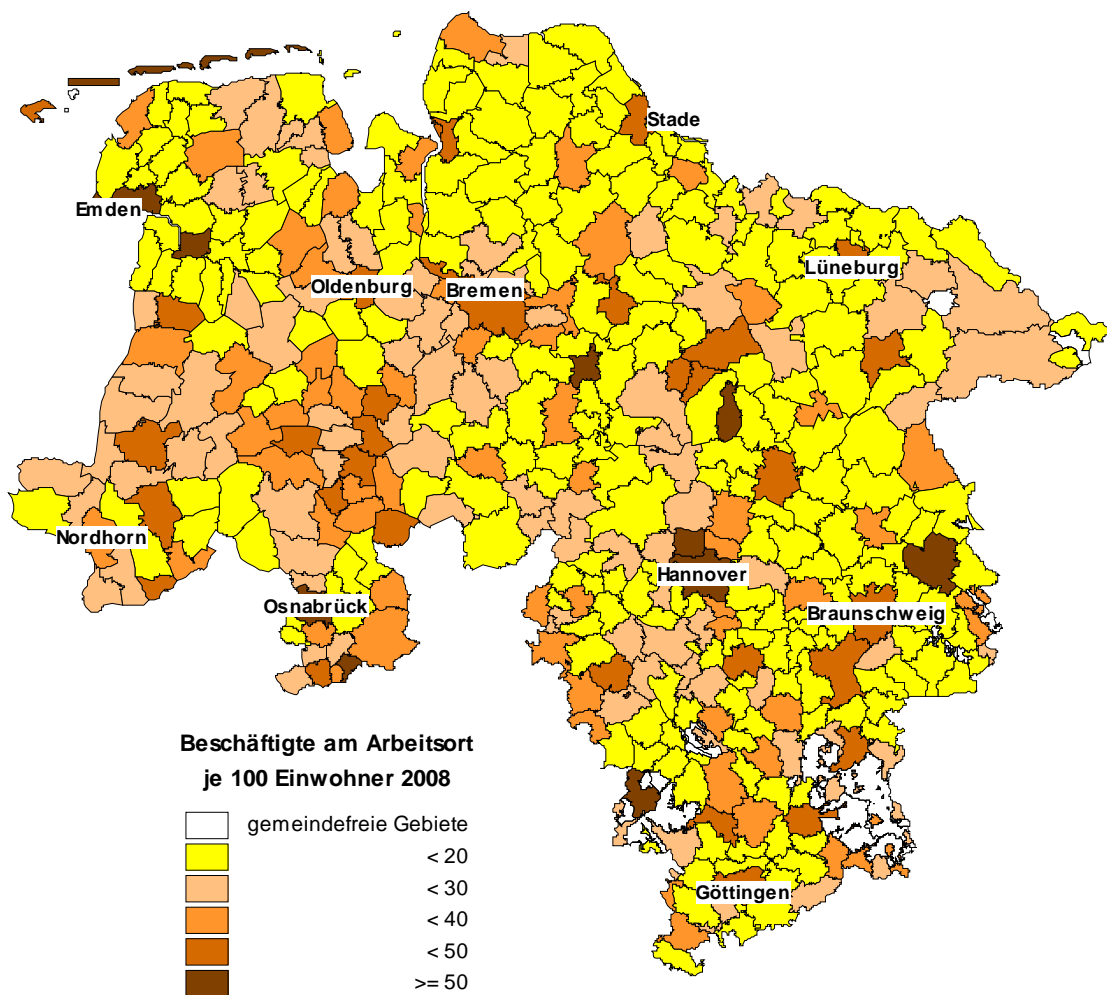 Stade
Emden
Lüneburg
Oldenburg
Bremen
Nordhorn
Hannover
Osnabrück
Braunschweig
Göttingen
Beschäftigte am Arbeitsort
je 100 Einwohner 2008
gemeindefreie Gebiete
< 20
< 30
< 40
< 50
>= 50